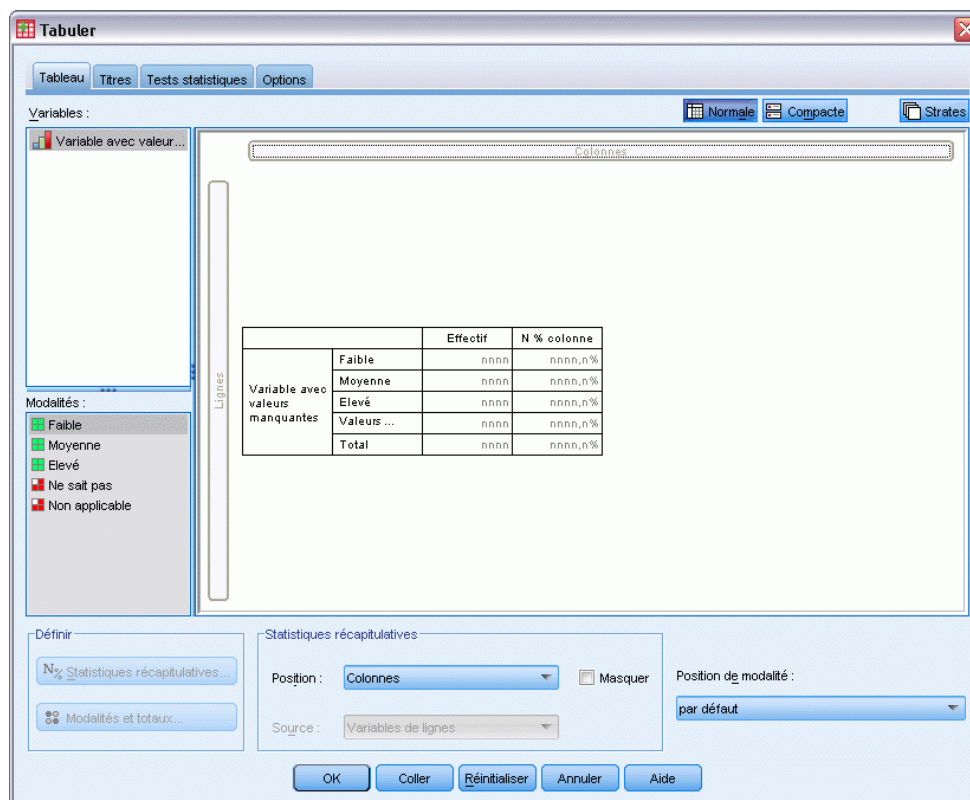 Tabuler
Tableau Titres Tests statistiques Options
Variables :
Normale Compacte Strates
Variable avec valeur...
Colonnes
Lignes
Effectif N % colonne
Variable avec valeurs manquantes
Faible nnnn nnnn,n%
Moyenne nnnn nnnn,n%
Elevé nnnn nnnn,n%
Valeurs ... nnnn nnnn,n%
Total nnnn nnnn,n%
Modalités :
Faible
Moyenne
Elevé
Ne sait pas
Non applicable
Définir
N% Statistiques récapitulatives...
Modalités et totaux...
Statistiques récapitulatives
Position : Colonnes Masquer
Source : Variables de lignes
Position de modalité :
par défaut
OK Coller Réinitialiser Annuler Aide